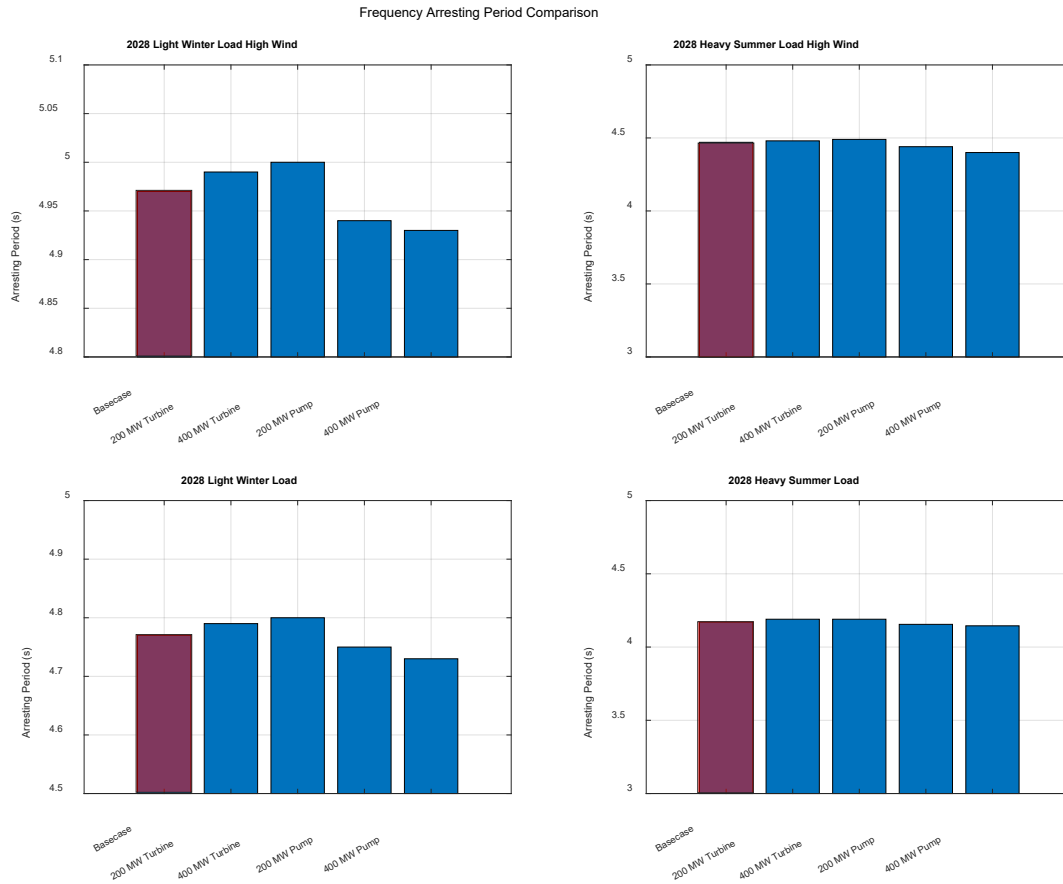 Frequency Arresting Period Comparison
2028 Light Winter Load High Wind
5.1
5.05
5
4.95
4.9
4.85
4.8
Arresting Period (s)
Basecase
200 MW Turbine
400 MW Turbine
200 MW Pump
400 MW Pump
2028 Heavy Summer Load High Wind
5
4.5
4
3.5
3
Arresting Period (s)
Basecase
200 MW Turbine
400 MW Turbine
200 MW Pump
400 MW Pump
2028 Light Winter Load
5
4.9
4.8
4.7
4.6
4.5
Arresting Period (s)
Basecase
200 MW Turbine
400 MW Turbine
200 MW Pump
400 MW Pump
2028 Heavy Summer Load
5
4.5
4
3.5
3
Arresting Period (s)
Basecase
200 MW Turbine
400 MW Turbine
200 MW Pump
400 MW Pump